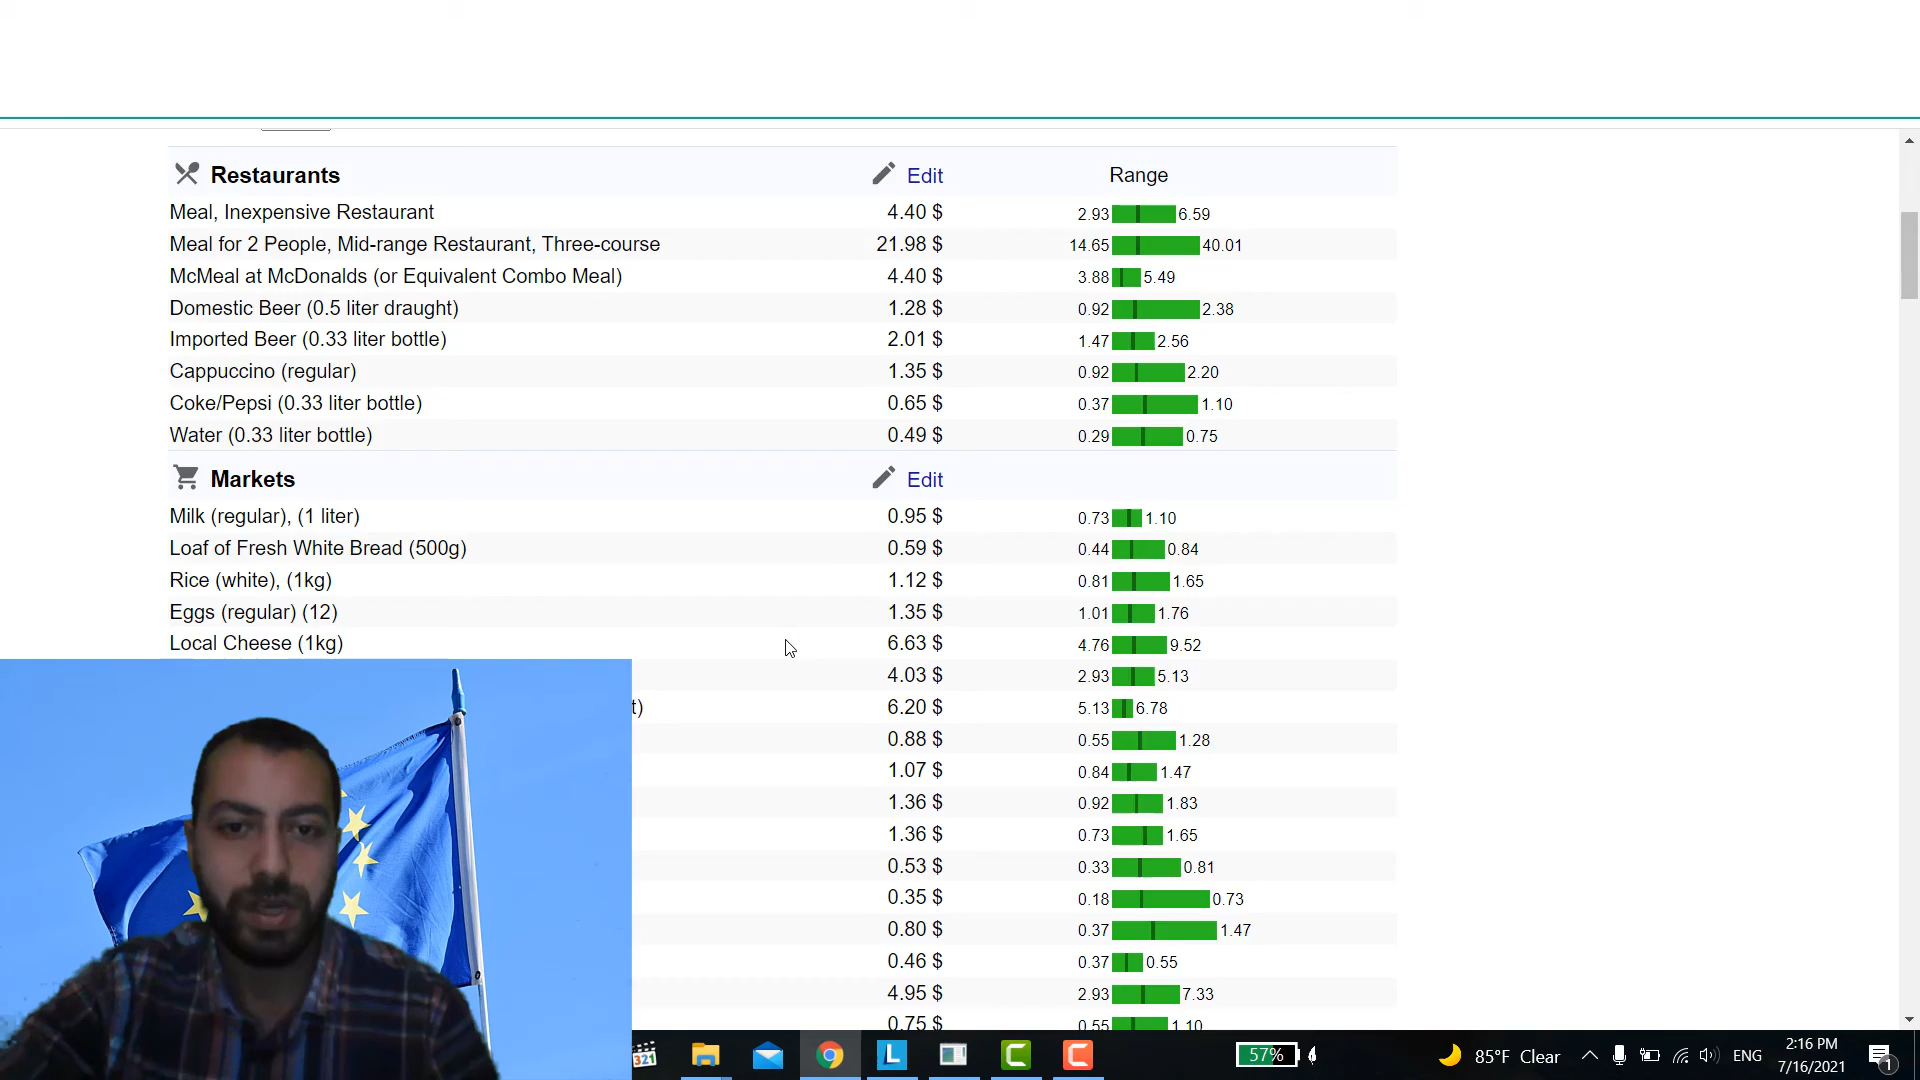 Restaurants Edit Range
Meal, Inexpensive Restaurant 4.40 $ 2.93 6.59
Meal for 2 People, Mid-range Restaurant, Three-course 21.98 $ 14.65 40.01
McMeal at McDonalds (or Equivalent Combo Meal) 4.40 $ 3.88 5.49
Domestic Beer (0.5 liter draught) 1.28 $ 0.92 2.38
Imported Beer (0.33 liter bottle) 2.01 $ 1.47 2.56
Cappuccino (regular) 1.35 $ 0.92 2.20
Coke/Pepsi (0.33 liter bottle) 0.65 $ 0.37 1.10
Water (0.33 liter bottle) 0.49 $ 0.29 0.75
Markets Edit
Milk (regular), (1 liter) 0.95 $ 0.73 1.10
Loaf of Fresh White Bread (500g) 0.59 $ 0.44 0.84
Rice (white), (1kg) 1.12 $ 0.81 1.65
Eggs (regular) (12) 1.35 $ 1.01 1.76
Local Cheese (1kg) 6.63 $ 4.76 9.52
4.03 $ 2.93 5.13
t) 6.20 $ 5.13 6.78
0.88 $ 0.55 1.28
1.07 $ 0.84 1.47
1.36 $ 0.92 1.83
1.36 $ 0.73 1.65
0.53 $ 0.33 0.81
0.35 $ 0.18 0.73
0.80 $ 0.37 1.47
0.46 $ 0.37 0.55
4.95 $ 2.93 7.33
0.75 $ 0.55 1.10
321 L C C 57% 85°F Clear ENG 2:16 PM
7/16/2021 1